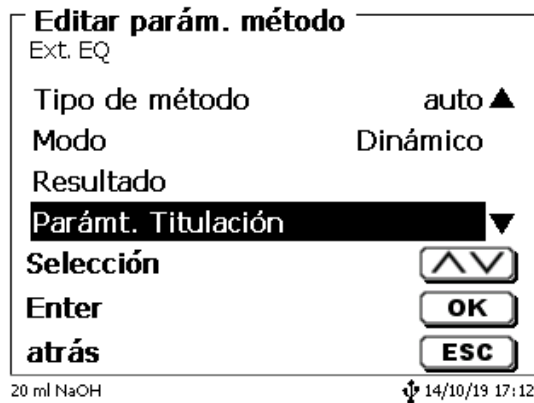 Editar parám. método
Ext. EQ
Tipo de método auto
Modo Dinámico
Resultado
Parámt. Titulación
Selección
Enter OK
atrás ESC
20 ml NaOH 14/10/19 17:12